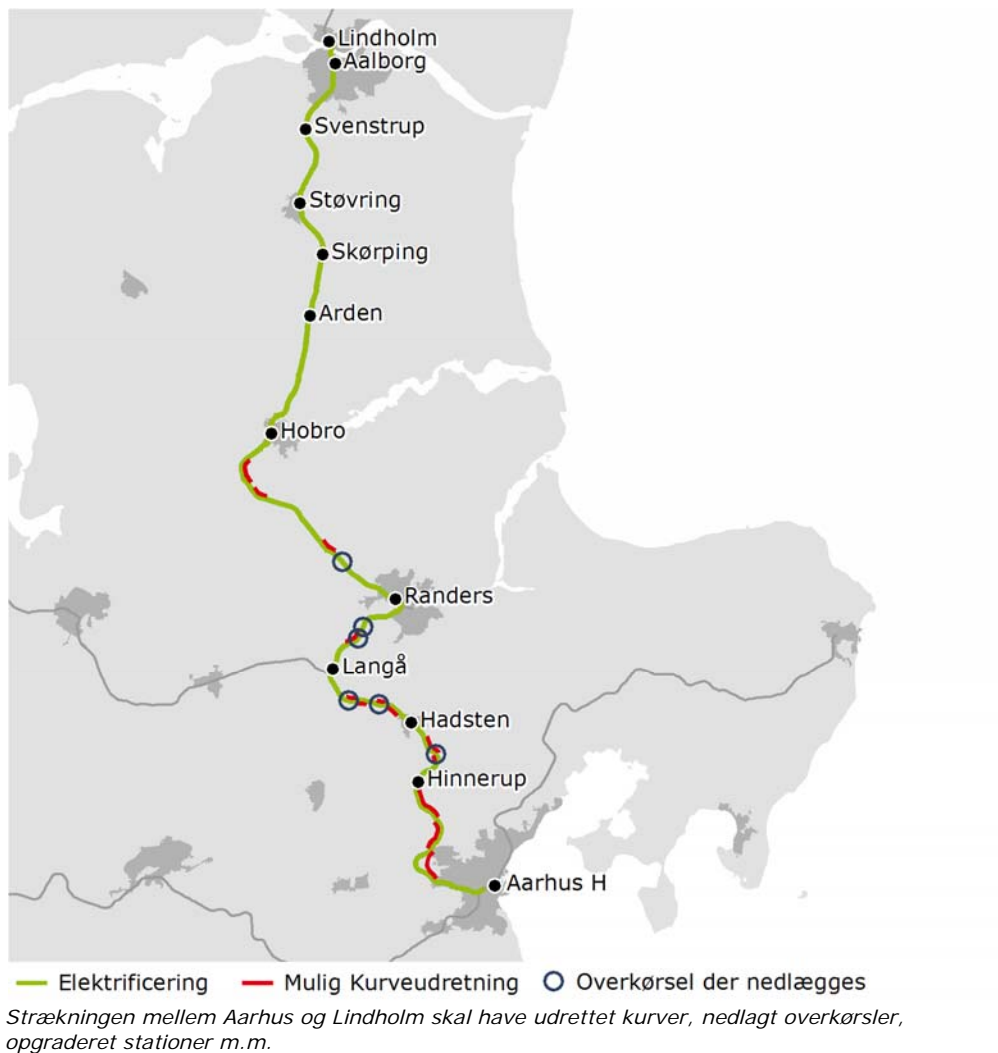 Lindholm
Aalborg
Svenstrup
Støvring
Skørping
Arden
Hobro
Randers
Langå
Hadsten
Hinnerup
Aarhus H
Elektrificering Mulig Kurveudretning Overkørsel der nedlægges
Strækningen mellem Aarhus og Lindholm skal have udrettet kurver, nedlagt overkørsler,
opgraderet stationer m.m.